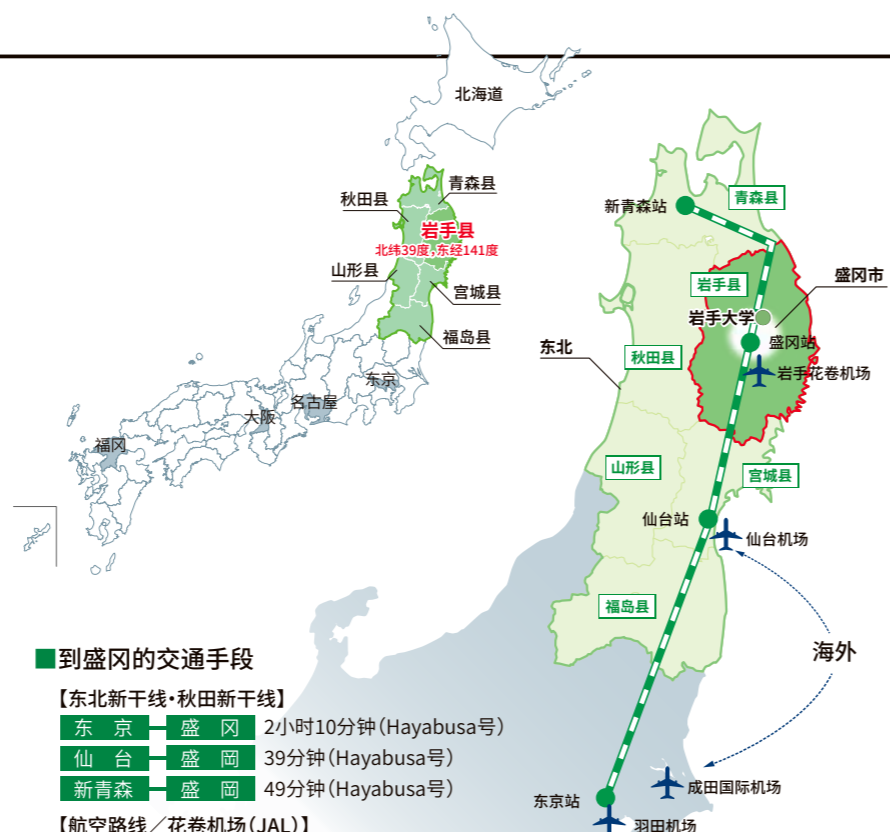 北海道
青森县
秋田县
岩手县
北纬39度，东经141度
山形县
宫城县
福岛县
东京
名古屋
大阪
福冈
青森县
新青森站
岩手县
盛冈市
岩手大学
盛冈站
东北
秋田县
岩手花卷机场
山形县
宫城县
仙台站
仙台机场
福岛县
海外
东京站
成田国际机场
羽田机场
■到盛冈的交通手段
【东北新干线・秋田新干线】
东 京 盛 冈 2小时10分钟（Hayabusa号）
仙 台 盛 岡 39分钟（Hayabusa号）
新青森 盛 岡 49分钟（Hayabusa号）
【航空路线／花卷机场（JAL）】